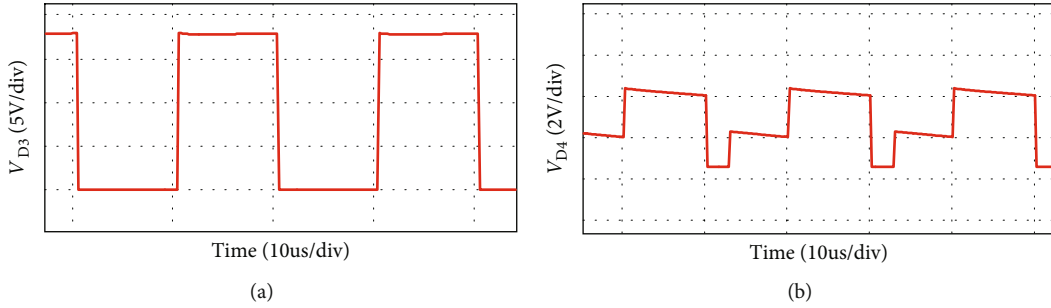 V_D3 (5V/div)
Time (10us/div)
(a)
V_D4 (2V/div)
Time (10us/div)
(b)